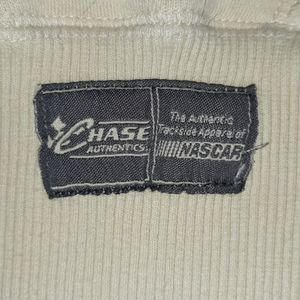 CHASE
AUTHENTICS
The Authentic
Trackside Apparel of
NASCAR